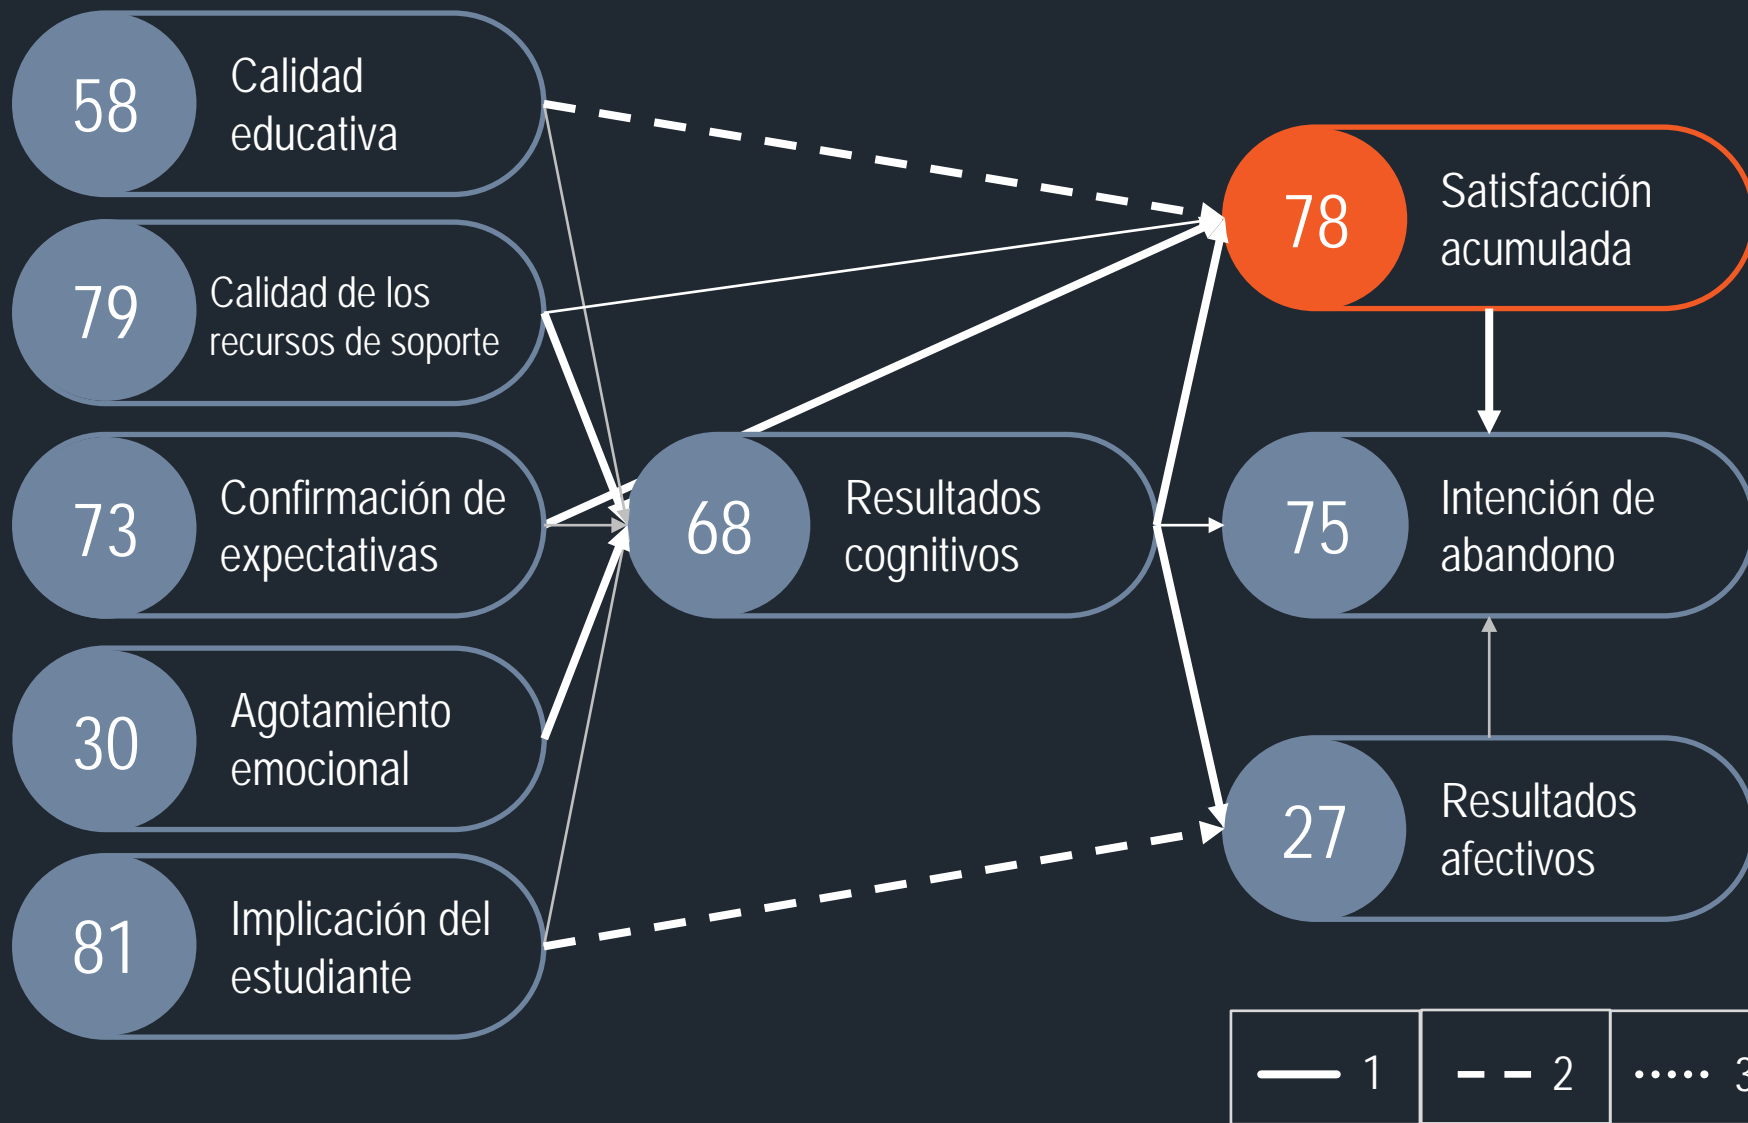 58
Calidad
educativa
79
Calidad de los
recursos de soporte
73
Confirmación de
expectativas
30
Agotamiento
emocional
81
Implicación del
estudiante
68
Resultados
cognitivos
78
Satisfacción
acumulada
75
Intención de
abandono
27
Resultados
afectivos
1
2
3